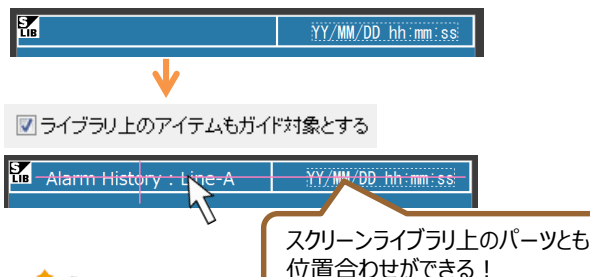 S LIB YY/MM/DD hh:mm:ss
ライブラリ上のアイテムもガイド対象とする
S LIB Alarm History : Line-A YY/MM/DD hh:mm:ss
スクリーンライブラリ上のパーツとも
位置合わせができる！